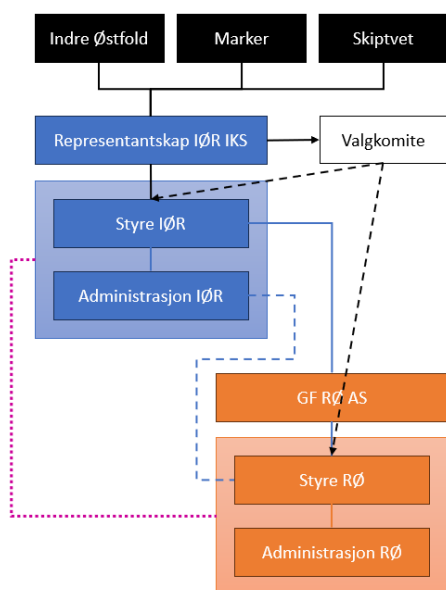 Indre Østfold
Marker
Skiptvet
Representantskap IØR IKS
Valgkomite
Styre IØR
Administrasjon IØR
GF RØ AS
Styre RØ
Administrasjon RØ